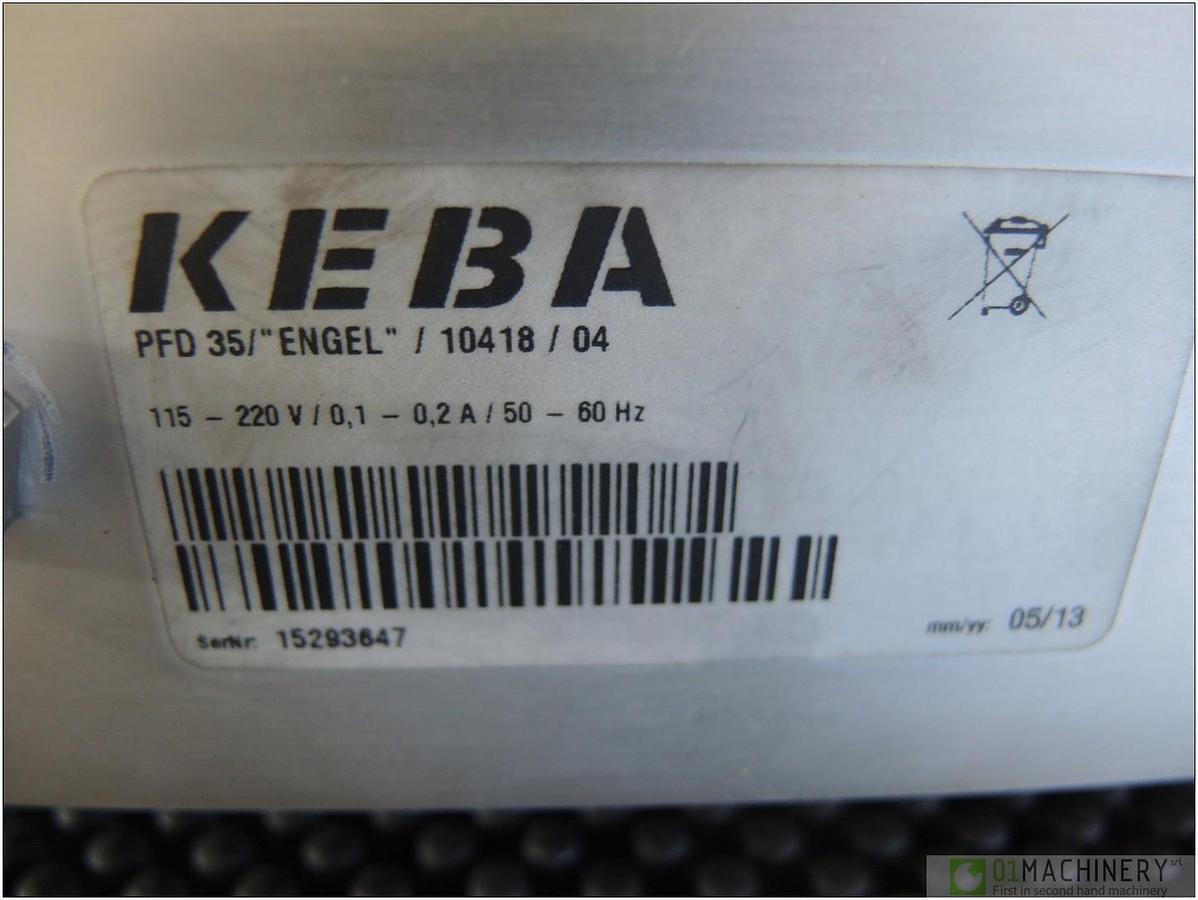 KEBA
PFD 35/"ENGEL" / 10418 / 04
115 – 220 V / 0,1 – 0,2 A / 50 – 60 Hz
SerNr: 15293647
mm/yy: 05/13
01MACHINERY srl
First in second hand machinery